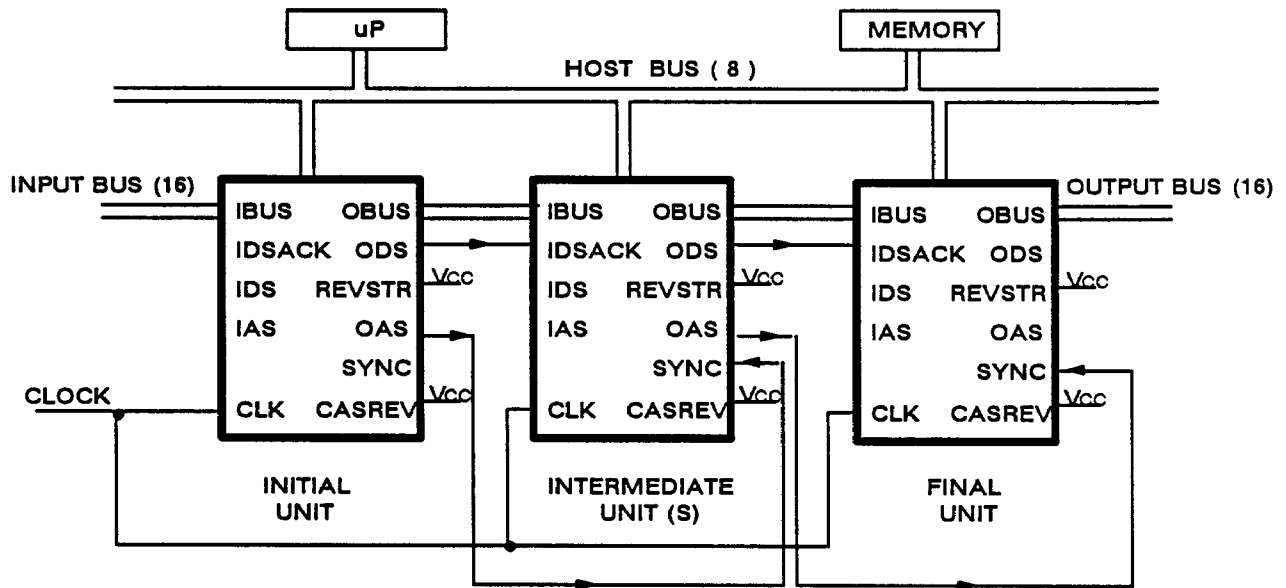 uP
MEMORY
HOST BUS ( 8 )
INPUT BUS (16)
OUTPUT BUS (16)
IBUS OBUS
IDSACK ODS
IDS REVSTR
Vcc
IAS OAS
SYNC
CLK CASREV
Vcc
IBUS OBUS
IDSACK ODS
IDS REVSTR
Vcc
IAS OAS
SYNC
CLK CASREV
Vcc
IBUS OBUS
IDSACK ODS
IDS REVSTR
Vcc
IAS OAS
SYNC
CLK CASREV
Vcc
CLOCK
INITIAL
UNIT
INTERMEDIATE
UNIT (S)
FINAL
UNIT